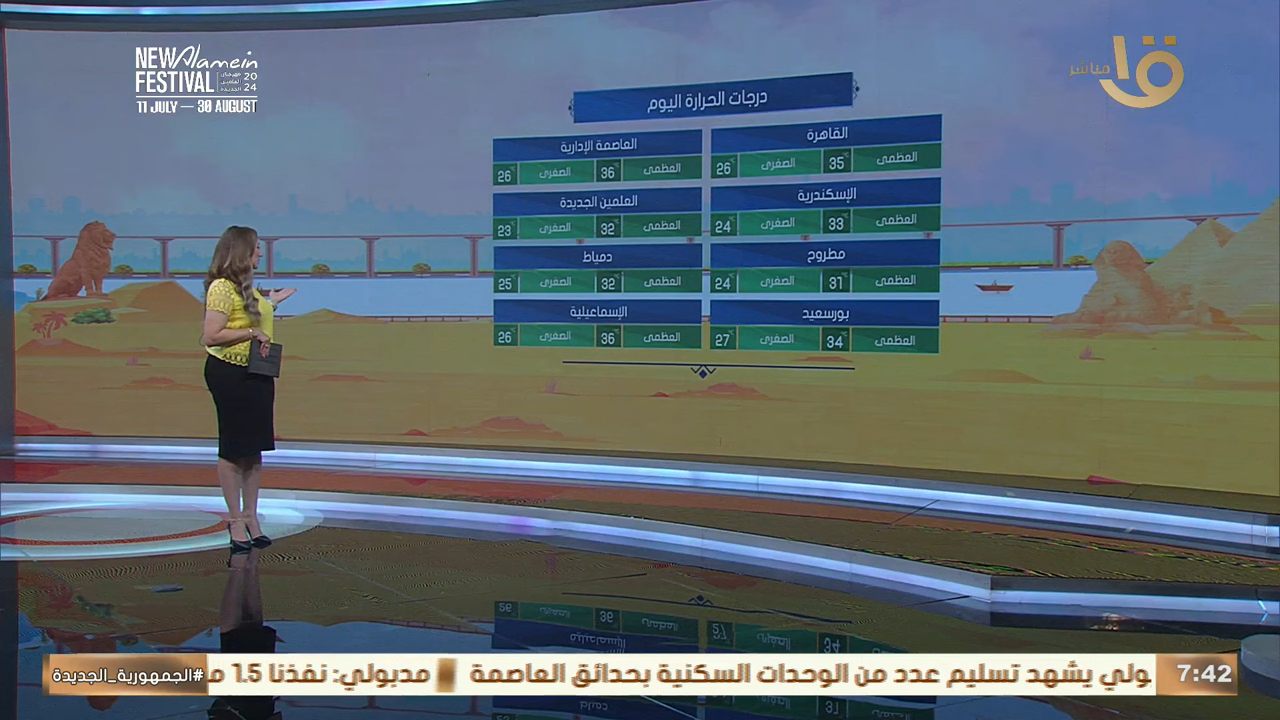 NEW Alamein
FESTIVAL مهرجان العلمين الجديدة 2024
11 JULY — 30 AUGUST
مباشر
درجات الحرارة اليوم
القاهرة
العظمى 35°C الصغرى 26°C
العاصمة الإدارية
العظمى 36°C الصغرى 26°C
الإسكندرية
العظمى 33°C الصغرى 24°C
العلمين الجديدة
العظمى 32°C الصغرى 23°C
مطروح
العظمى 31°C الصغرى 24°C
دمياط
العظمى 32°C الصغرى 25°C
بورسعيد
العظمى 34°C الصغرى 27°C
الإسماعيلية
العظمى 36°C الصغرى 26°C
7:42
ولي يشهد تسليم عدد من الوحدات السكنية بحدائق العاصمة مدبولي: نفذنا 1.5 م
#الجمهورية_الجديدة